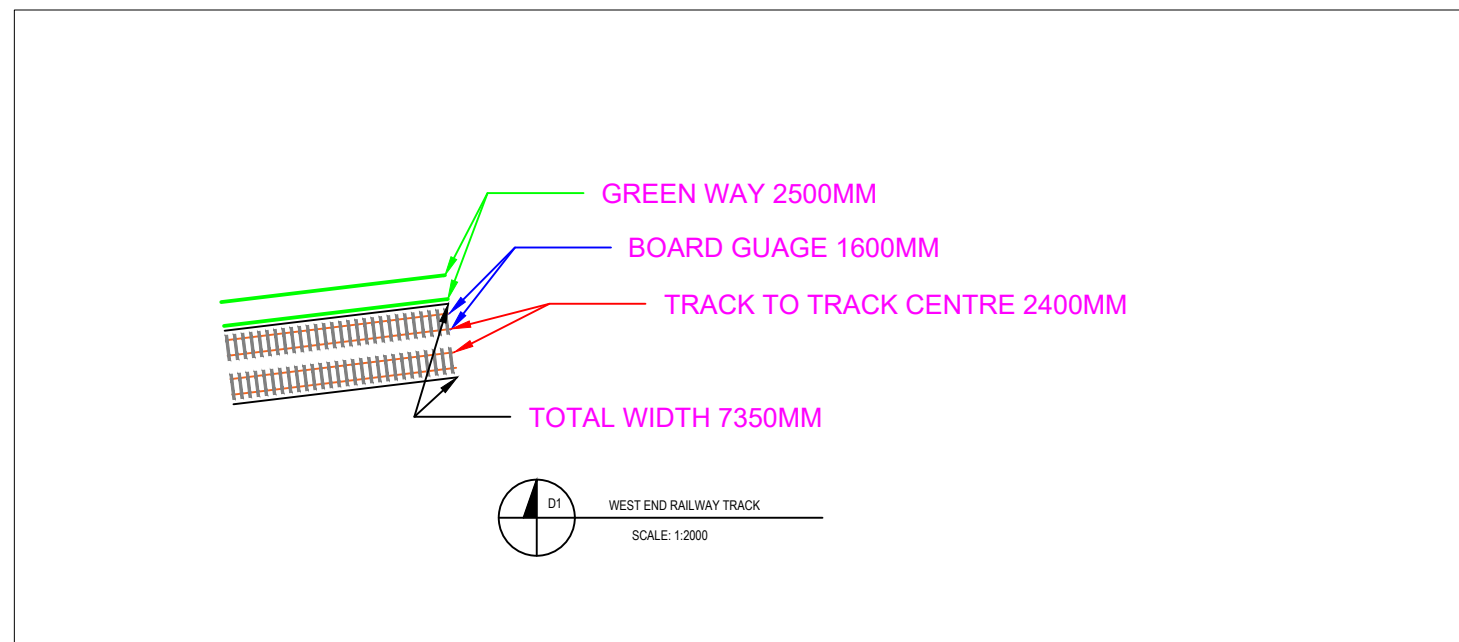 GREEN WAY 2500MM
BOARD GUAGE 1600MM
TRACK TO TRACK CENTRE 2400MM
TOTAL WIDTH 7350MM
D1
WEST END RAILWAY TRACK
SCALE: 1:2000